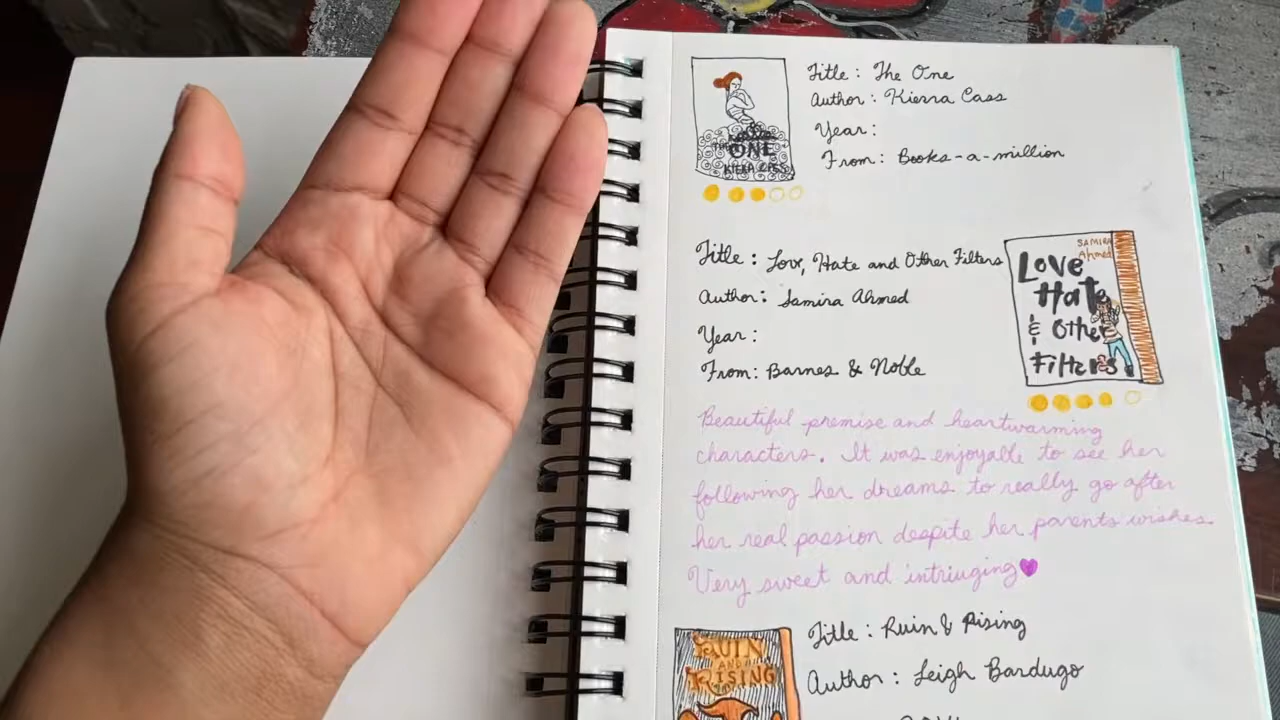 THE ONE
KIERA CASS
Title: The One
Author: Kierra Cass
Year:
From: Books-a-million
Title: Love, Hate and Other Filters
Author: Samira Ahmed
Year:
From: Barnes & Noble
SAMIRA
Ahmed
Love
Hate
& Other
Filters
Beautiful premise and heartwarming
characters. It was enjoyable to see her
following her dreams to really go after
her real passion despite her parents wishes.
Very sweet and intriuging
RUIN
AND
RISING
Title: Ruin & Rising
Author: Leigh Bardugo